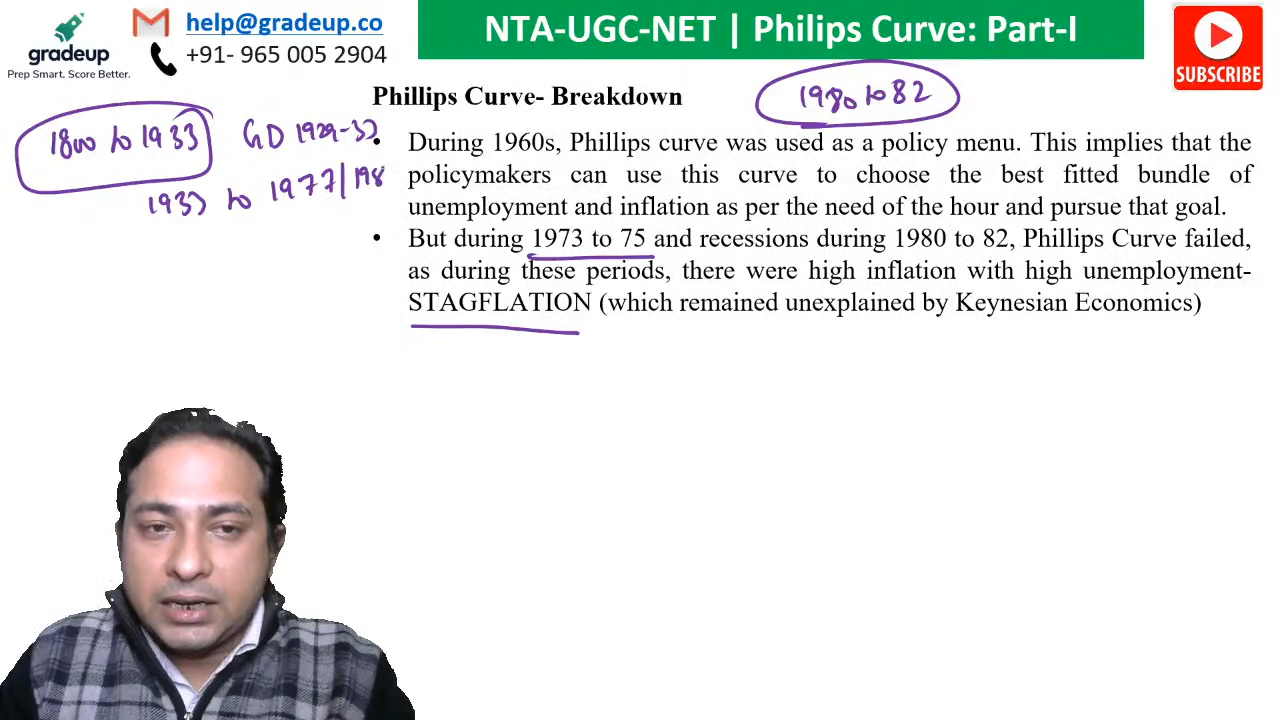 gradeup
Prep Smart. Score Better.
help@gradeup.co
+91- 965 005 2904
NTA-UGC-NET | Philips Curve: Part-I
SUBSCRIBE
Phillips Curve- Breakdown
1980 to 82
1800 to 1933
GD 1929-32
1933 to 1977/198
• During 1960s, Phillips curve was used as a policy menu. This implies that the
policymakers can use this curve to choose the best fitted bundle of
unemployment and inflation as per the need of the hour and pursue that goal.
• But during 1973 to 75 and recessions during 1980 to 82, Phillips Curve failed,
as during these periods, there were high inflation with high unemployment-
STAGFLATION (which remained unexplained by Keynesian Economics)